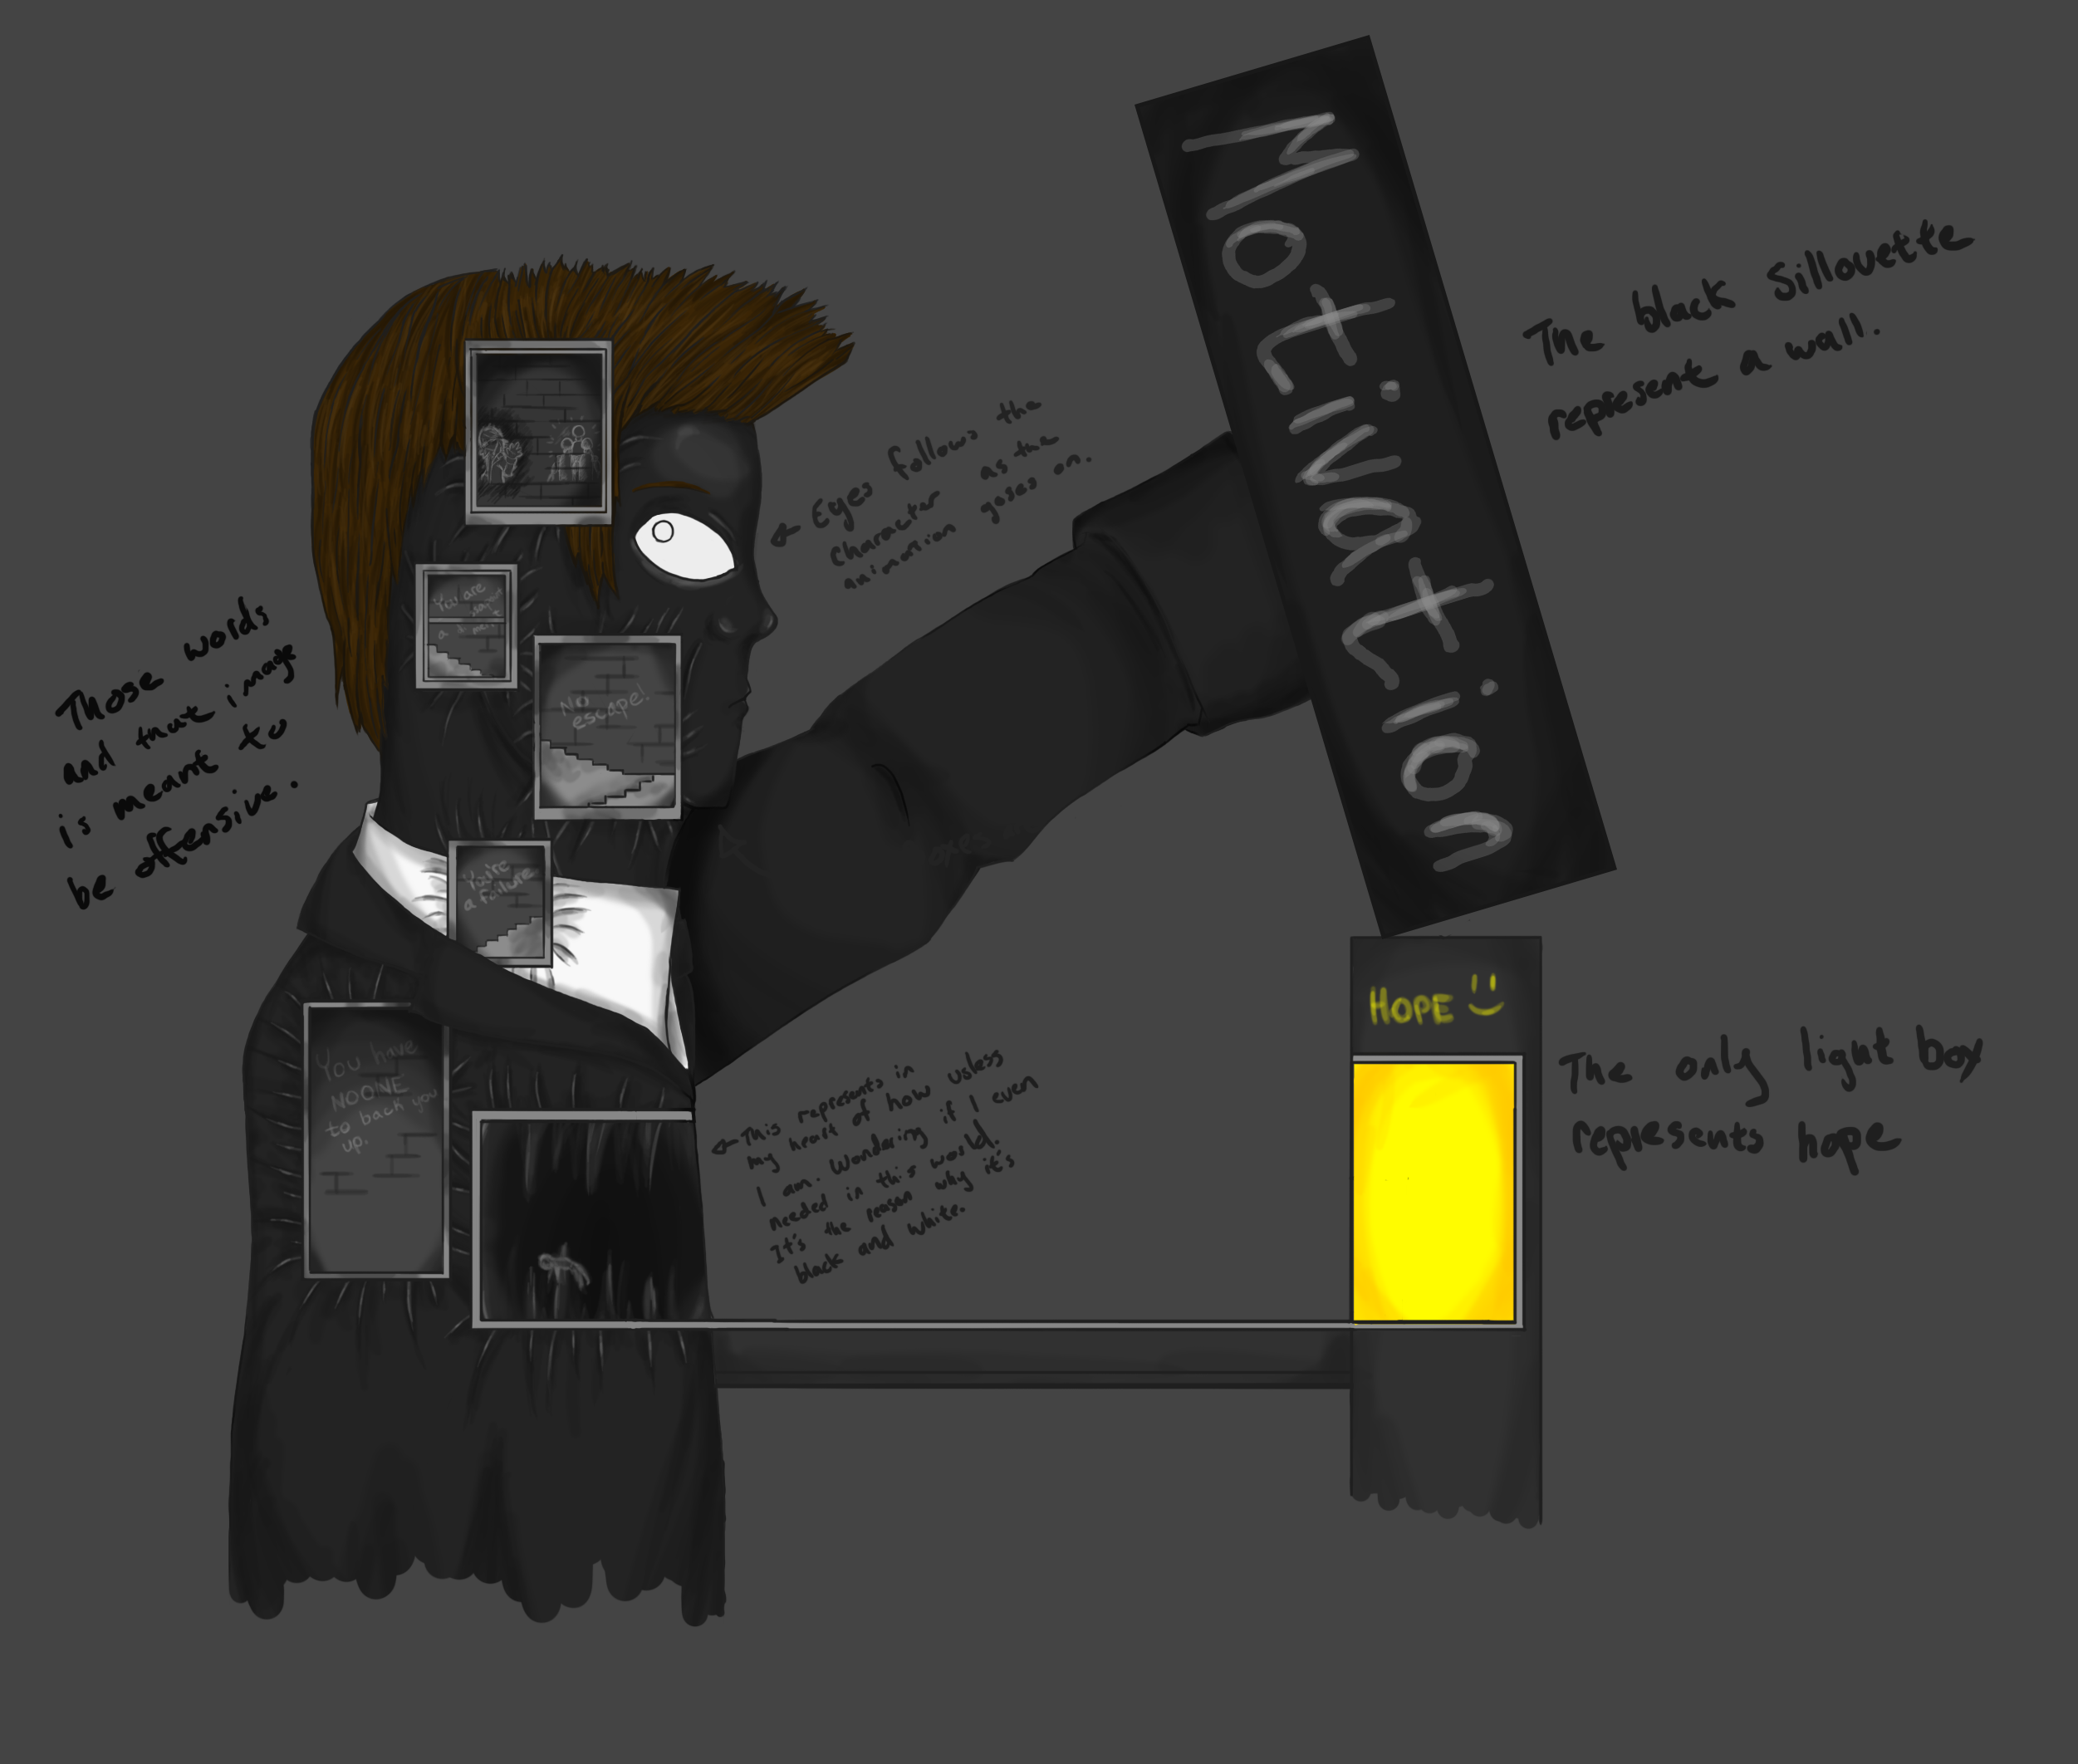 Motivation
The black Sillouette
represent a wall.
Eyes follows the
character as the
animation goses on.
Those words
and that image
is meant to
be offensive.
You are
a
No
escape!
You're
a failure
You have
NOONE
to back you
up.
HOPE
The only light box
represents hope
This represents in
my heart of how usless
I am. Wondering if I even
needed in this world.
It's the reason why it's
black and white.